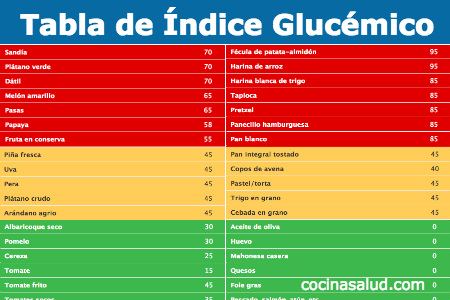 Tabla de Índice Glucémico
Sandía 70
Plátano verde 70
Dátil 70
Melón amarillo 65
Pasas 65
Papaya 58
Fruta en conserva 55
Piña fresca 45
Uva 45
Pera 45
Plátano crudo 45
Arándano agrio 45
Albaricoque seco 30
Pomelo 30
Cereza 25
Tomate 15
Tomate frito 45
Tomates secos 35
Fécula de patata-almidón 95
Harina de arroz 95
Harina blanca de trigo 85
Tapioca 85
Pretzel 85
Panecillo hamburguesa 85
Pan blanco 85
Pan integral tostado 45
Copos de avena 40
Pastel/torta 45
Trigo en grano 45
Cebada en grano 45
Aceite de oliva 0
Huevo 0
Mahonesa casera 0
Quesos 0
Foie gras 0
Pescado, salmón, atún, etc 0
cocinasalud.com